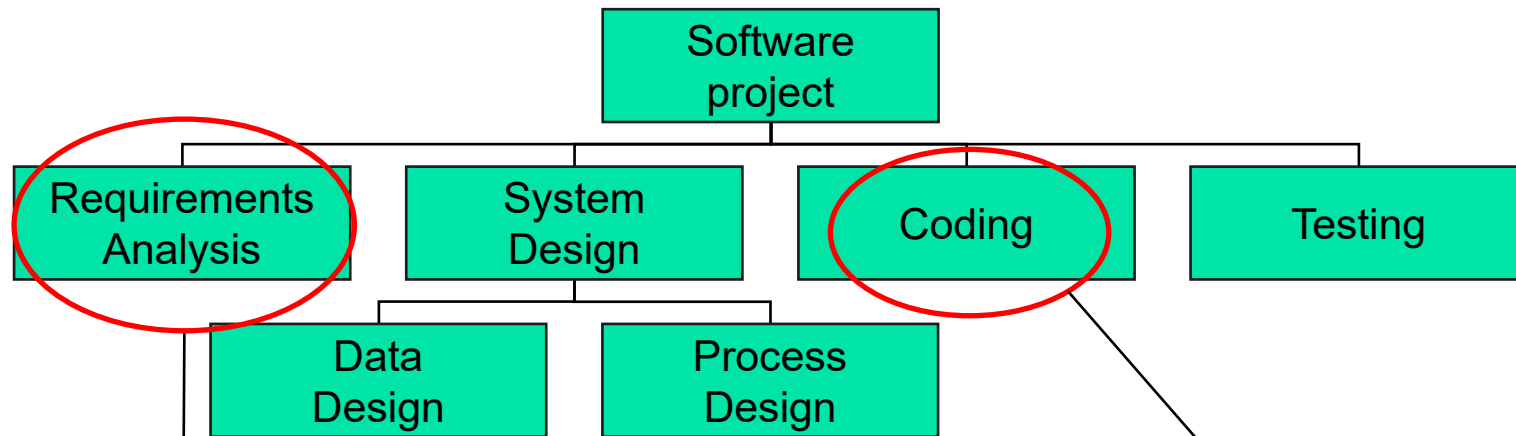 Software
project
Requirements
Analysis
System
Design
Coding
Testing
Data
Design
Process
Design